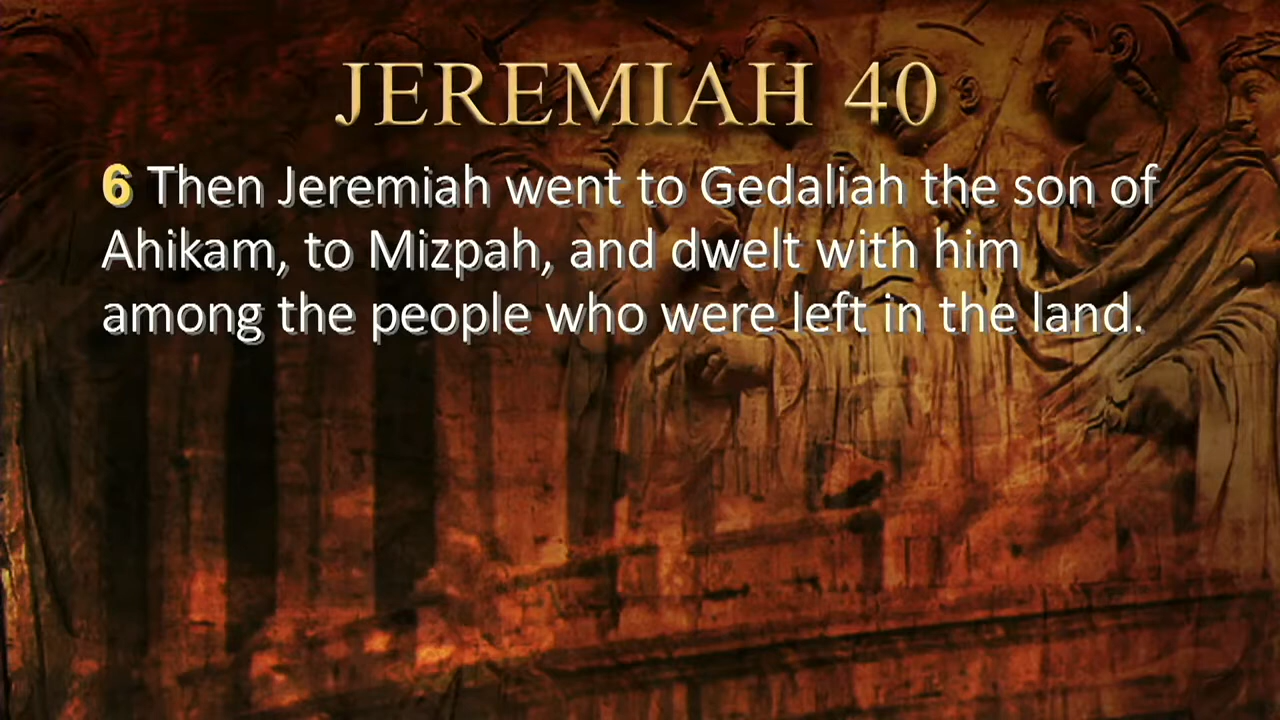 JEREMIAH 40
6 Then Jeremiah went to Gedaliah the son of
Ahikam, to Mizpah, and dwelt with him
among the people who were left in the land.